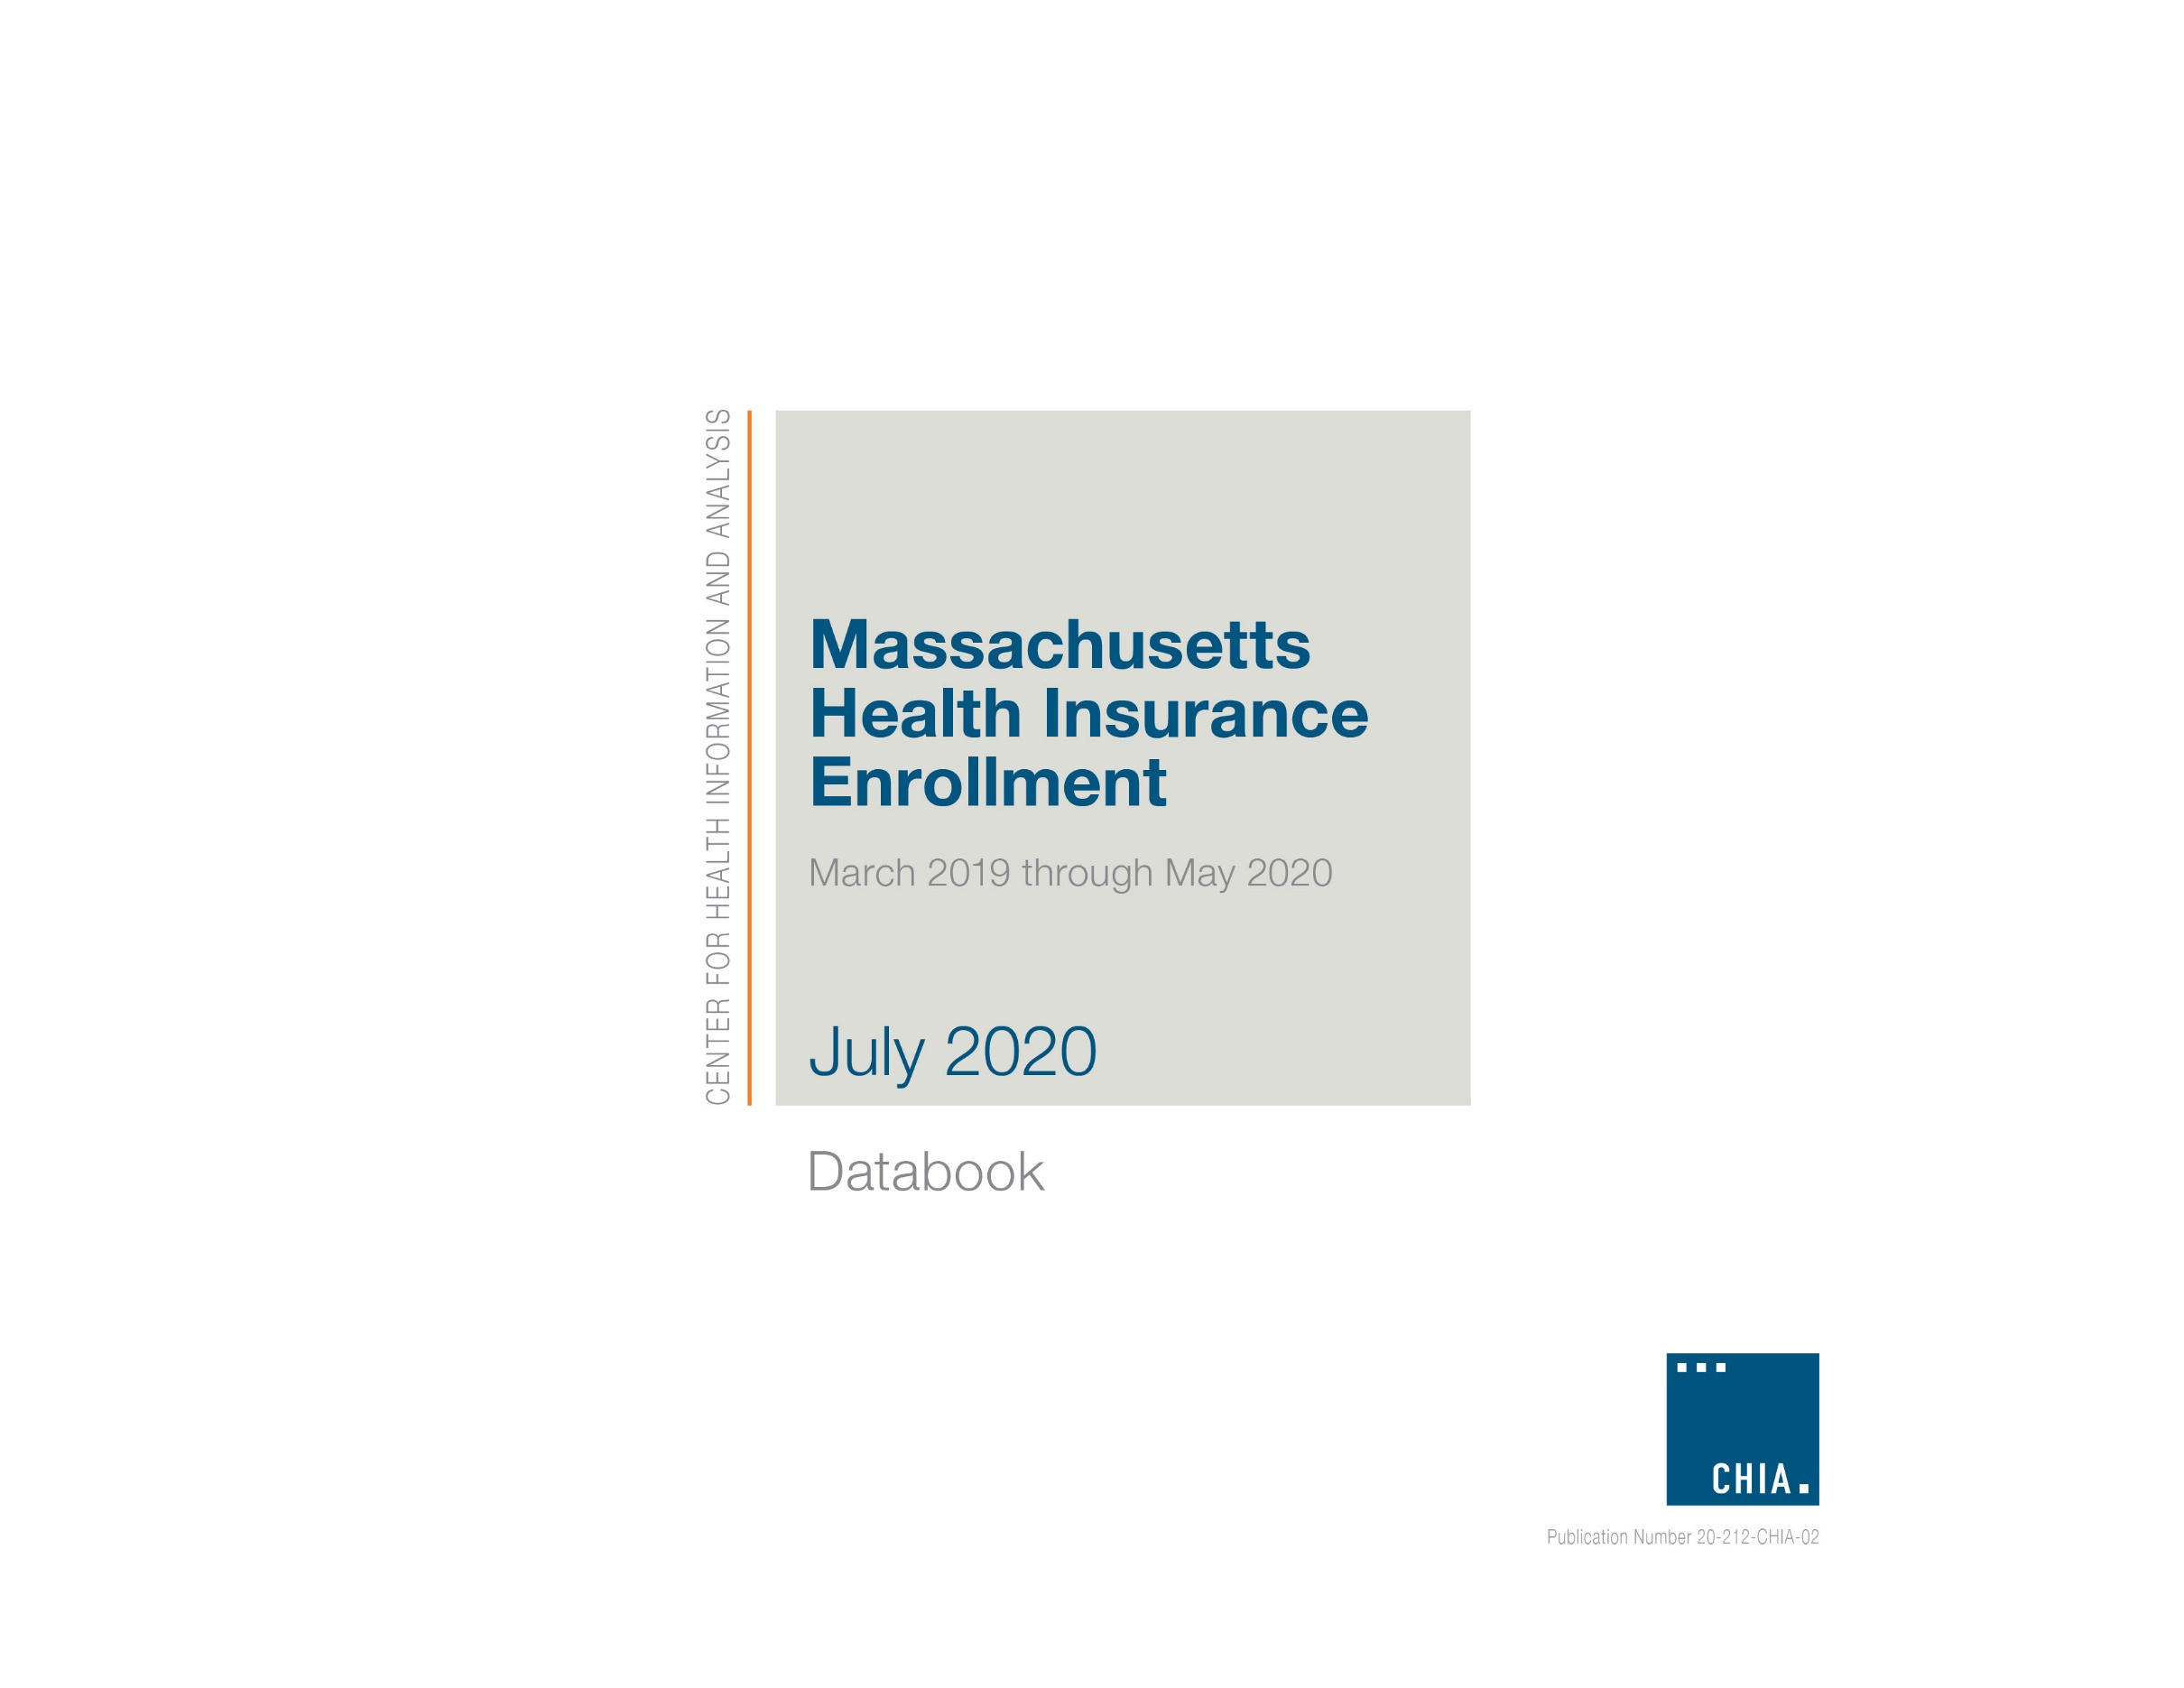 CENTER FOR HEALTH INFORMATION AND ANALYSIS
Massachusetts
Health Insurance
Enrollment
March 2019 through May 2020
July 2020
Databook
CHIA.
Publication Number 20-212-CHIA-02